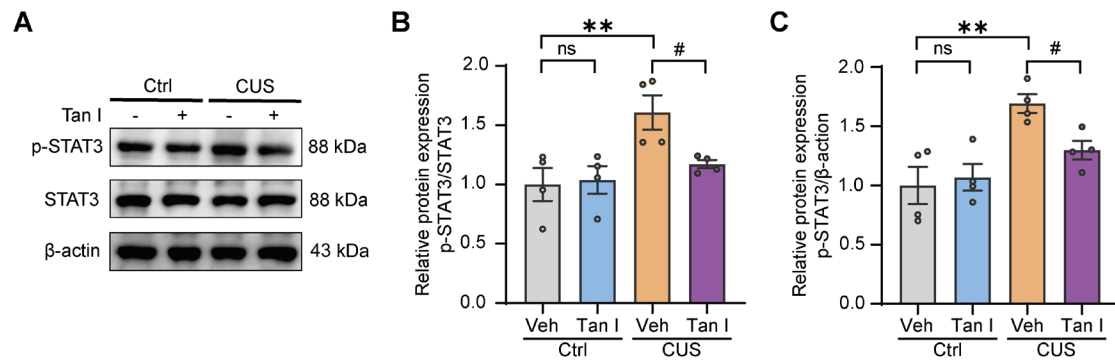 A
Ctrl CUS
Tan I - + - +
p-STAT3 88 kDa
STAT3 88 kDa
β-actin 43 kDa
B
**
ns #
Relative protein expression
p-STAT3/STAT3
2.0
1.5
1.0
0.5
0.0
Veh Tan I Veh Tan I
Ctrl CUS
C
**
ns #
Relative protein expression
p-STAT3/β-action
2.0
1.5
1.0
0.5
0.0
Veh Tan I Veh Tan I
Ctrl CUS